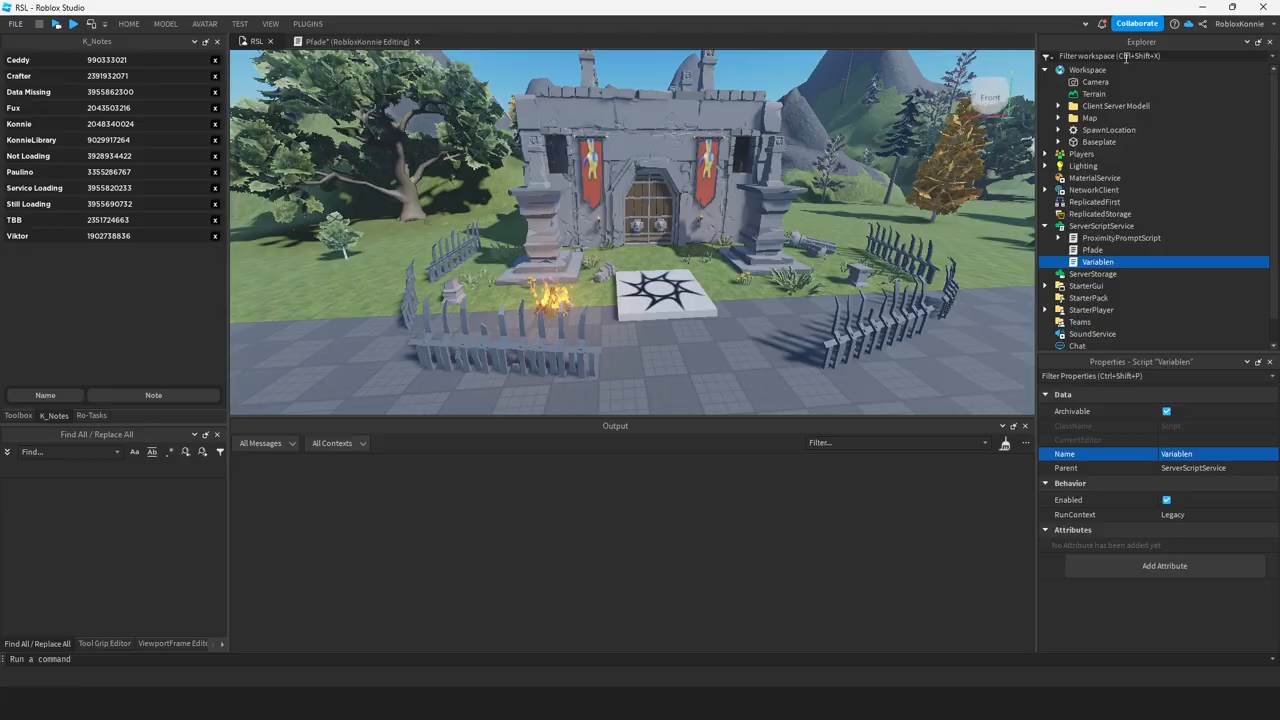 RSL - Roblox Studio
FILE HOME MODEL AVATAR TEST VIEW PLUGINS Collaborate RobloxKonnie
K_Notes
RSL
Pfade* (RobloxKonnie Editing)
Explorer
Ceddy 990333021
Crafter 2391932071
Data Missing 3955862300
Fux 2043503216
Konnie 2048340024
KonnieLibrary 9029917264
Not Loading 3928934422
Paulino 3355286767
Service Loading 3955820233
Still Loading 3955690732
TBB 2351724663
Viktor 1902738836
Name Note
Toolbox K_Notes Ro-Tasks
Find All / Replace All
Find...
Aa Ab
Find All / Replace All Tool Grip Editor ViewportFrame Edito
Run a command
Front
Output
All Messages All Contexts Filter...
Filter workspace (Ctrl+Shift+X)
Workspace
Camera
Terrain
Client Server Modell
Map
SpawnLocation
Baseplate
Players
Lighting
MaterialService
NetworkClient
ReplicatedFirst
ReplicatedStorage
ServerScriptService
ProximityPromptScript
Pfade
Variablen
ServerStorage
StarterGui
StarterPack
StarterPlayer
Teams
SoundService
Chat
Properties - Script "Variablen"
Filter Properties (Ctrl+Shift+P)
Data
Archivable
ClassName Script
CurrentEditor
Name Variablen
Parent ServerScriptService
Behavior
Enabled
RunContext Legacy
Attributes
No Attribute has been added yet
Add Attribute